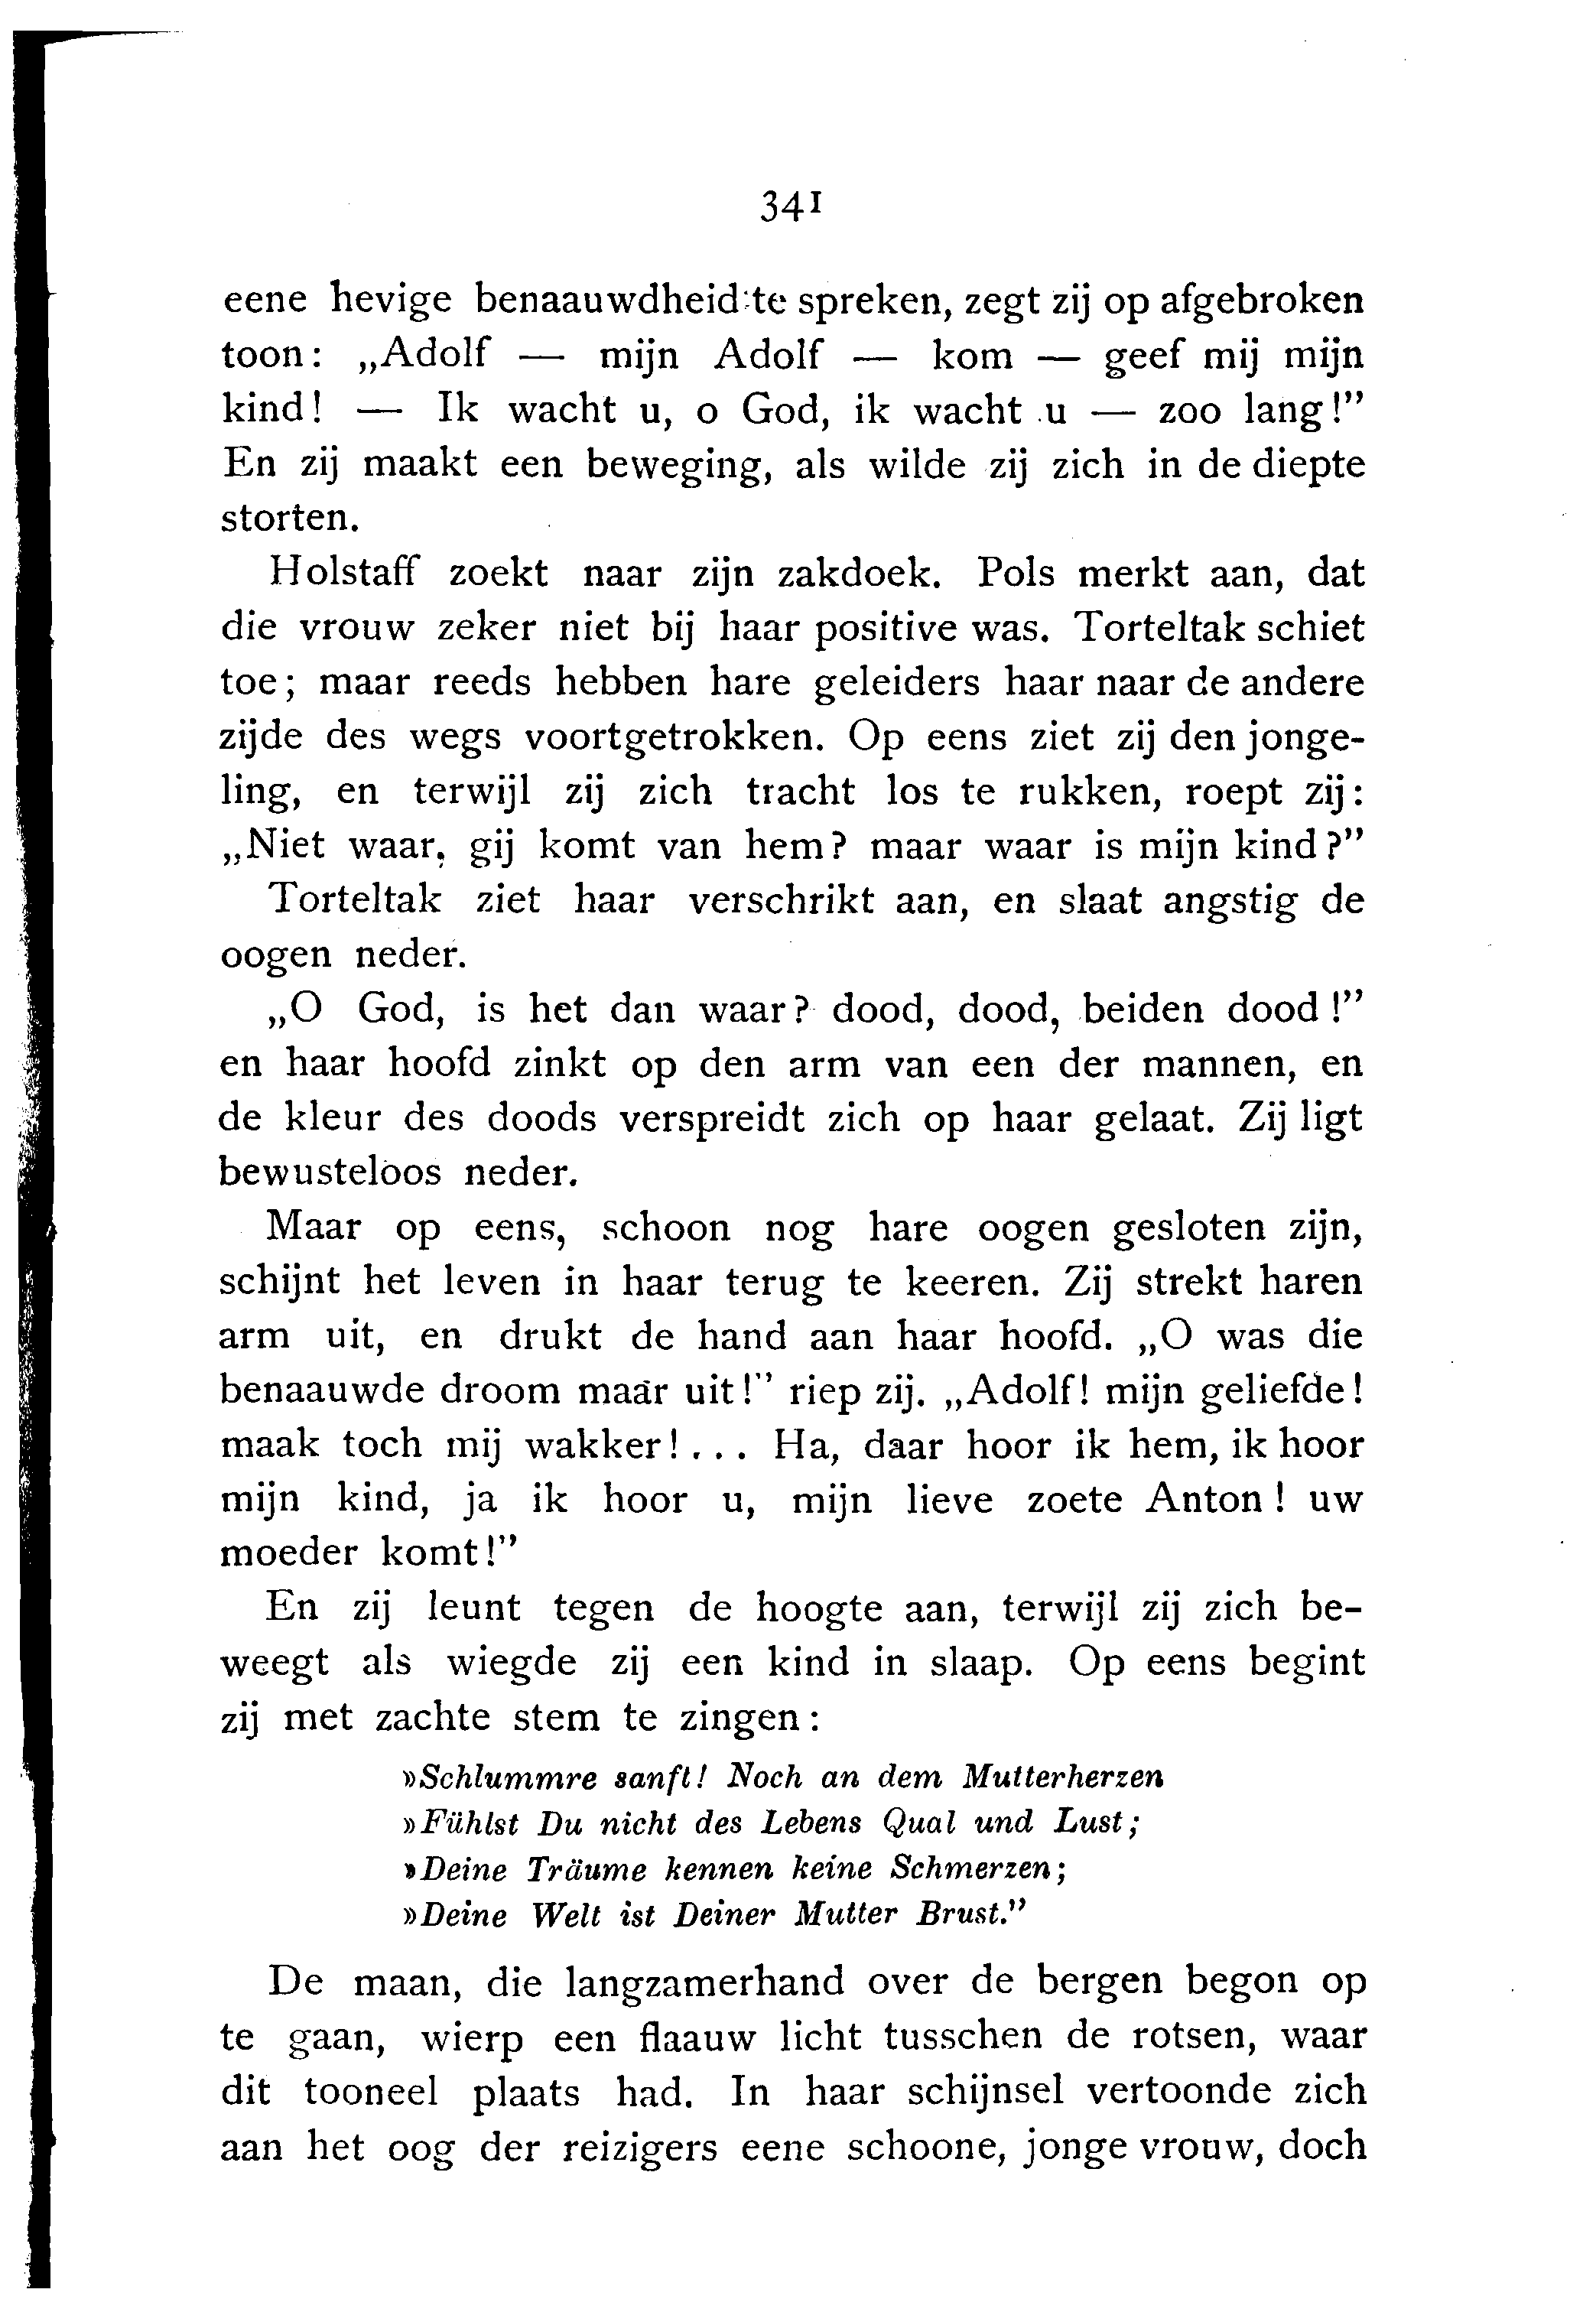 341
eene hevige benaauwdheid te spreken, zegt zij op afgebroken
toon: „Adolf — mijn Adolf — kom — geef mij mijn
kind! — Ik wacht u, o God, ik wacht u — zoo lang!”
En zij maakt een beweging, als wilde zij zich in de diepte
storten.
Holstaff zoekt naar zijn zakdoek. Pols merkt aan, dat
die vrouw zeker niet bij haar positive was. Torteltak schiet
toe; maar reeds hebben hare geleiders haar naar de andere
zijde des wegs voortgetrokken. Op eens ziet zij den jonge-
ling, en terwijl zij zich tracht los te rukken, roept zij:
„Niet waar, gij komt van hem? maar waar is mijn kind?”
Torteltak ziet haar verschrikt aan, en slaat angstig de
oogen neder.
„O God, is het dan waar? dood, dood, beiden dood!”
en haar hoofd zinkt op den arm van een der mannen, en
de kleur des doods verspreidt zich op haar gelaat. Zij ligt
bewusteloos neder.
Maar op eens, schoon nog hare oogen gesloten zijn,
schijnt het leven in haar terug te keeren. Zij strekt haren
arm uit, en drukt de hand aan haar hoofd. „O was die
benaauwde droom maar uit!” riep zij. „Adolf! mijn geliefde!
maak toch mij wakker!... Ha, daar hoor ik hem, ik hoor
mijn kind, ja ik hoor u, mijn lieve zoete Anton! uw
moeder komt!”
En zij leunt tegen de hoogte aan, terwijl zij zich be-
weegt als wiegde zij een kind in slaap. Op eens begint
zij met zachte stem te zingen:
»Schlummre sanft! Noch an dem Mutterherzen
»Fühlst Du nicht des Lebens Qual und Lust;
»Deine Träume kennen keine Schmerzen;
»Deine Welt ist Deiner Mutter Brust.”
De maan, die langzamerhand over de bergen begon op
te gaan, wierp een flaauw licht tusschen de rotsen, waar
dit tooneel plaats had. In haar schijnsel vertoonde zich
aan het oog der reizigers eene schoone, jonge vrouw, doch